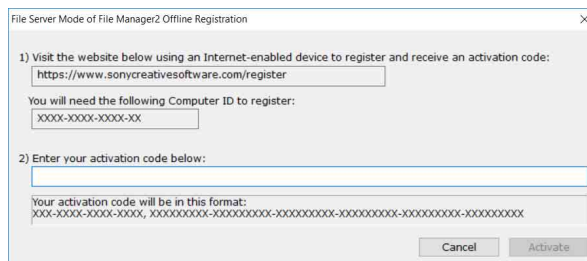 File Server Mode of File Manager2 Offline Registration
1) Visit the website below using an Internet-enabled device to register and receive an activation code:
https://www.sonycreativesoftware.com/register
You will need the following Computer ID to register:
XXXX-XXXX-XXXX-XX
2) Enter your activation code below:
Your activation code will be in this format:
XXX-XXXX-XXXX-XXXX, XXXXXXXXX-XXXXXXXXX-XXXXXXXXX-XXXXXXXXX-XXXXXXXXX-XXXXXXXXX
Cancel Activate